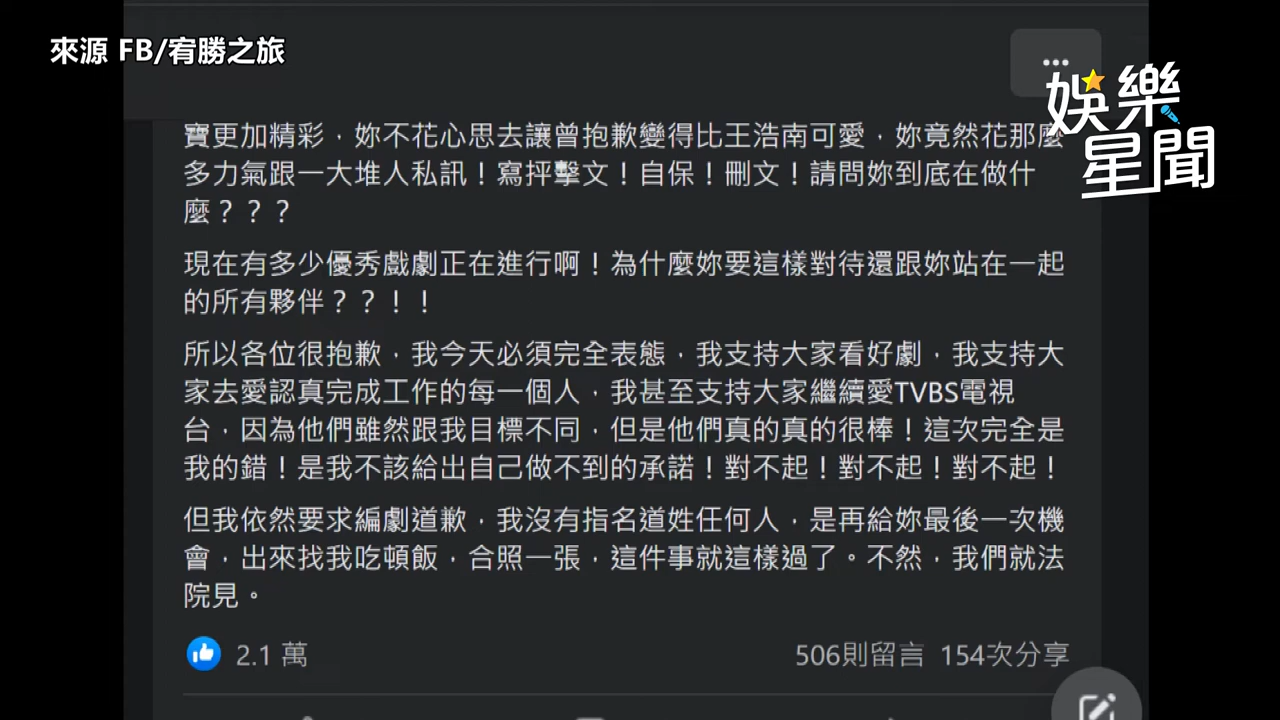 來源 FB/宥勝之旅
娛樂
星聞
寶更加精彩，妳不花心思去讓曾抱歉變得比王浩南可愛，妳竟然花那麼
多力氣跟一大堆人私訊！寫抨擊文！自保！刪文！請問妳到底在做什
麼？？？
現在有多少優秀戲劇正在進行啊！為什麼妳要這樣對待還跟妳站在一起
的所有夥伴？？！！
所以各位很抱歉，我今天必須完全表態，我支持大家看好劇，我支持大
家去愛認真完成工作的每一個人，我甚至支持大家繼續愛TVBS電視
台，因為他們雖然跟我目標不同，但是他們真的真的很棒！這次完全是
我的錯！是我不該給出自己做不到的承諾！對不起！對不起！對不起！
但我依然要求編劇道歉，我沒有指名道姓任何人，是再給妳最後一次機
會，出來找我吃頓飯，合照一張，這件事就這樣過了。不然，我們就法
院見。
2.1 萬 506則留言 154次分享